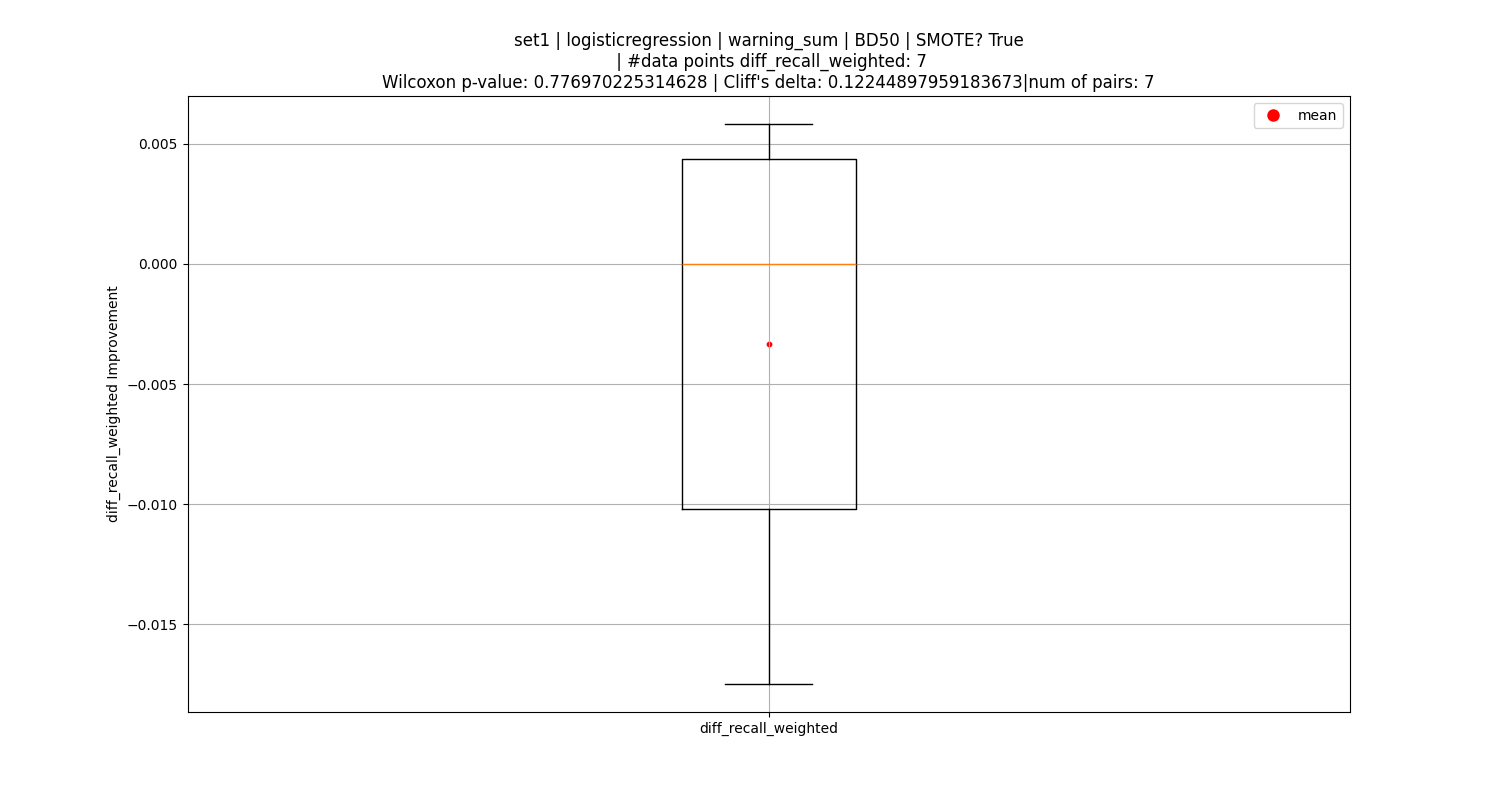 set1 | logisticregression | warning_sum | BD50 | SMOTE? True
| #data points diff_recall_weighted: 7
Wilcoxon p-value: 0.776970225314628 | Cliff's delta: 0.12244897959183673|num of pairs: 7
mean
0.005
0.000
−0.005
−0.010
−0.015
diff_recall_weighted Improvement
diff_recall_weighted